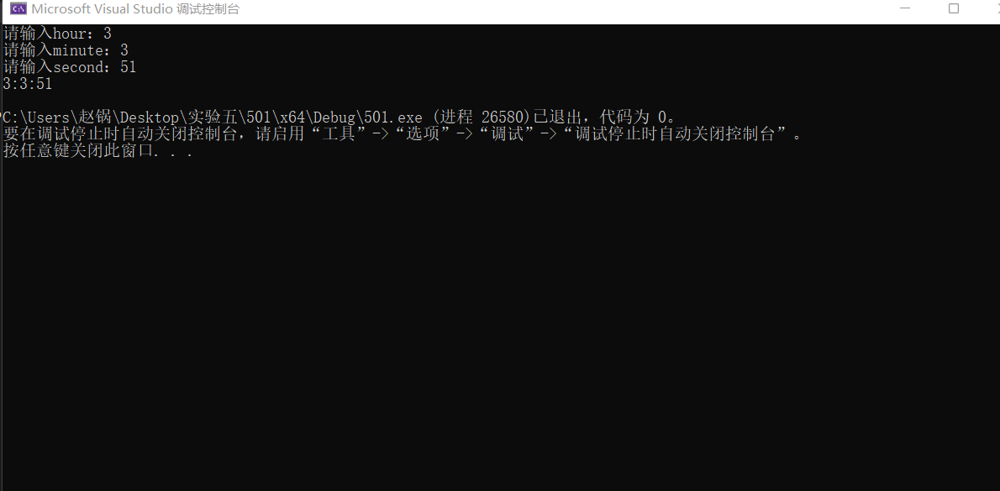 Microsoft Visual Studio 调试控制台
请输入hour: 3
请输入minute: 3
请输入second: 51
3:3:51
C:\Users\赵锅\Desktop\实验五\501\x64\Debug\501.exe (进程 26580)已退出，代码为 0。
要在调试停止时自动关闭控制台，请启用“工具”->“选项”->“调试”->“调试停止时自动关闭控制台”。
按任意键关闭此窗口. . .